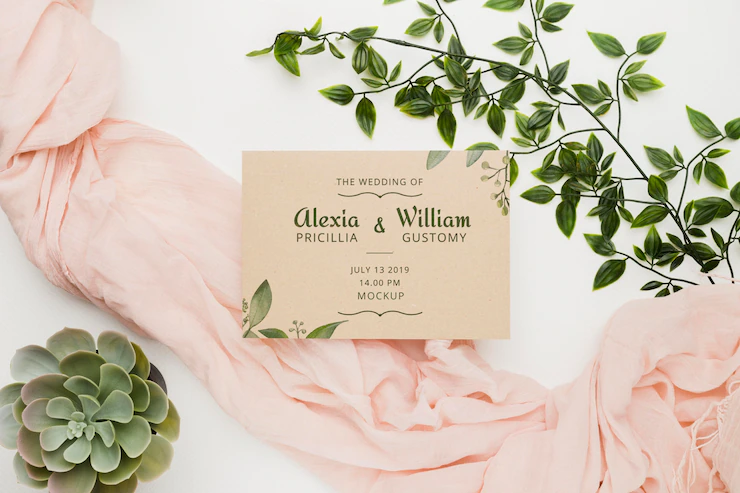 THE WEDDING OF
Alexia & William
PRICILLIA GUSTOMY
JULY 13 2019
14.00 PM
MOCKUP